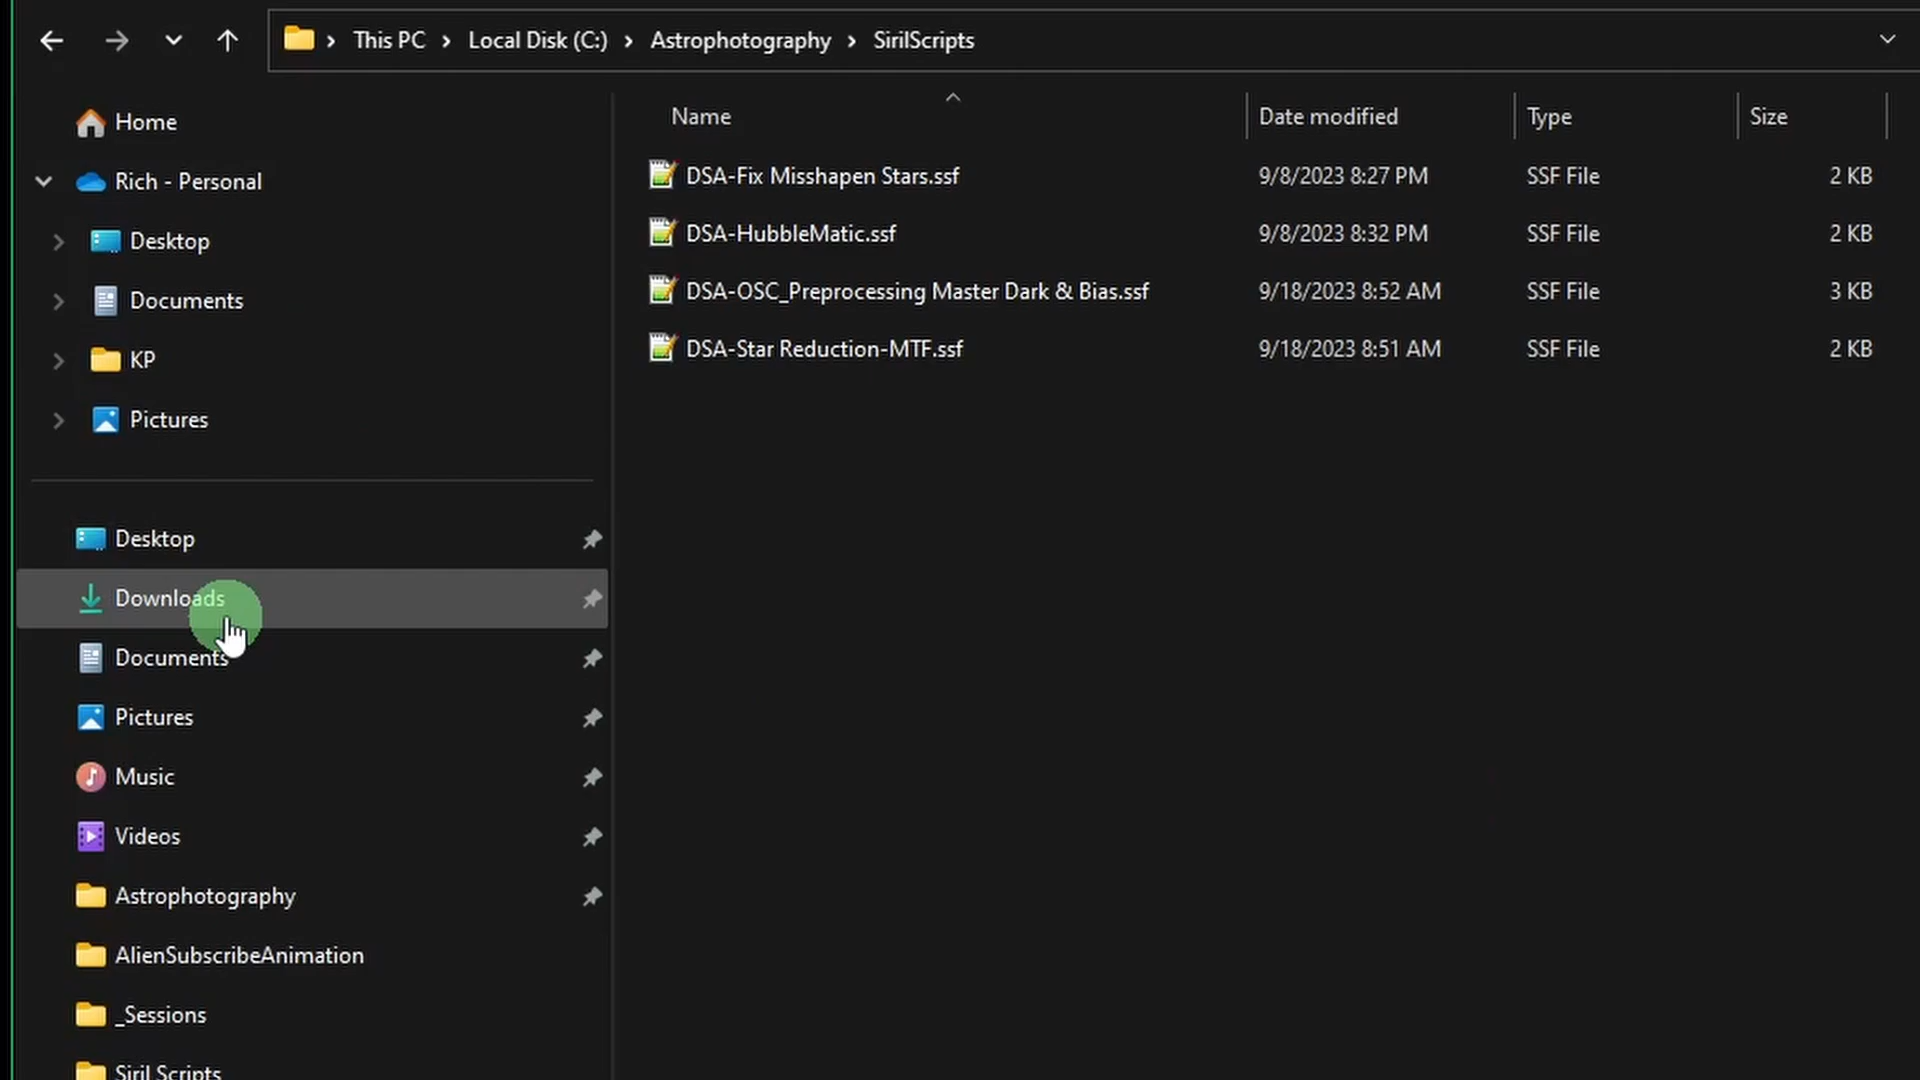 This PC > Local Disk (C:) > Astrophotography > SirilScripts
Home
Rich - Personal
Desktop
Documents
KP
Pictures
Desktop
Downloads
Documents
Pictures
Music
Videos
Astrophotography
AlienSubscribeAnimation
_Sessions
Siril Scripts
Name Date modified Type Size
DSA-Fix Misshapen Stars.ssf 9/8/2023 8:27 PM SSF File 2 KB
DSA-HubbleMatic.ssf 9/8/2023 8:32 PM SSF File 2 KB
DSA-OSC_Preprocessing Master Dark & Bias.ssf 9/18/2023 8:52 AM SSF File 3 KB
DSA-Star Reduction-MTF.ssf 9/18/2023 8:51 AM SSF File 2 KB